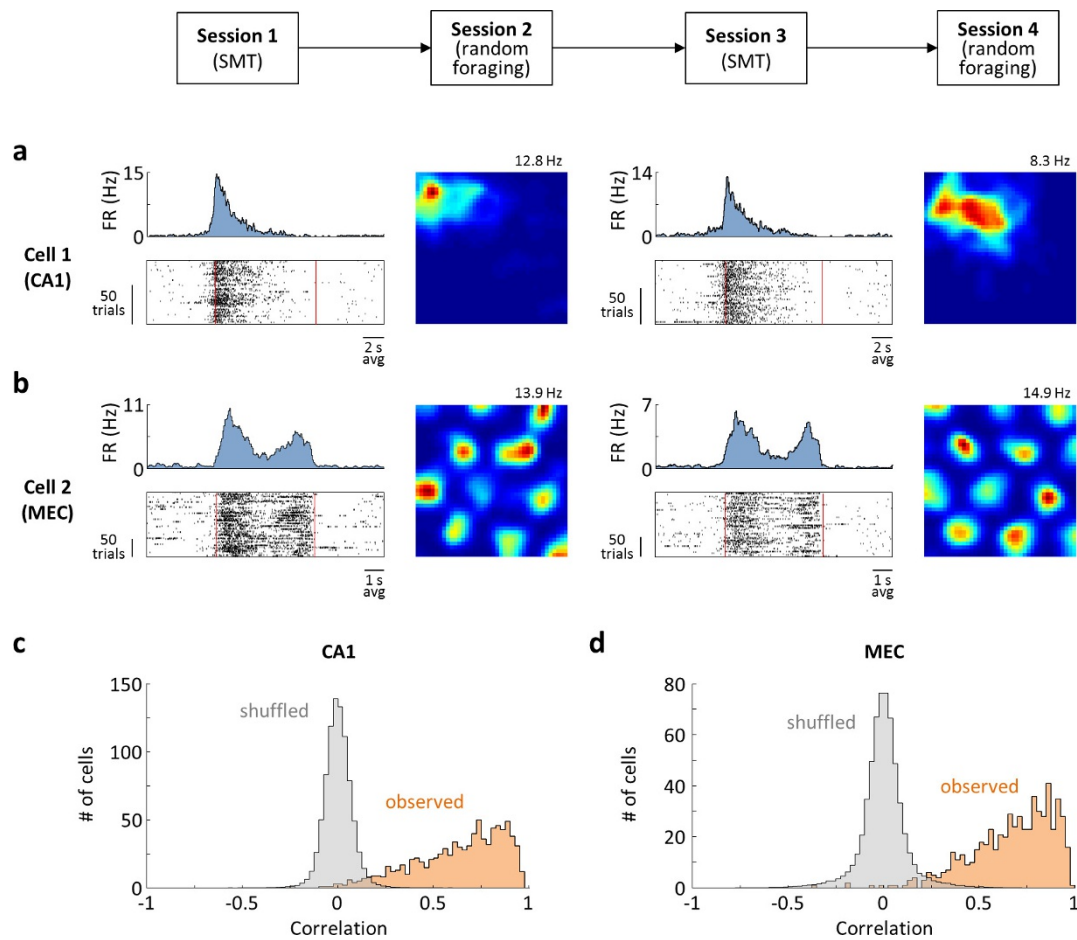 Session 1
(SMT)
Session 2
(random
foraging)
Session 3
(SMT)
Session 4
(random
foraging)
a
Cell 1
(CA1)
FR (Hz)
15
0
50
trials
2 s
avg
12.8 Hz
FR (Hz)
14
0
50
trials
2 s
avg
8.3 Hz
b
Cell 2
(MEC)
FR (Hz)
11
0
50
trials
1 s
avg
13.9 Hz
FR (Hz)
7
0
50
trials
1 s
avg
14.9 Hz
c
CA1
# of cells
150
100
50
0
shuffled
observed
-1
-0.5
0
0.5
1
Correlation
d
MEC
# of cells
80
60
40
20
0
shuffled
observed
-1
-0.5
0
0.5
1
Correlation